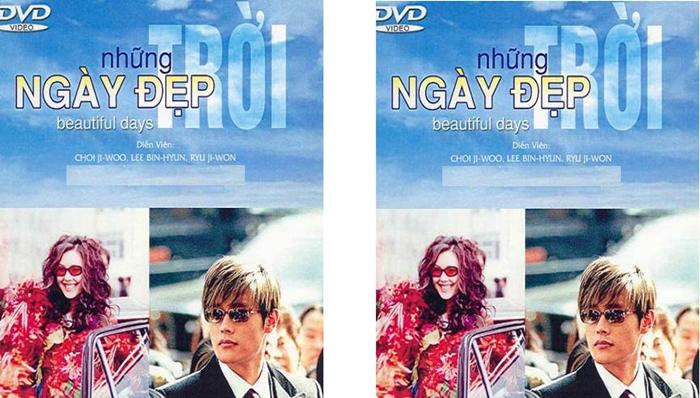 DVD
VIDEO
TRỜI
những
NGÀY ĐẸP
beautiful days
Diễn Viên:
CHOI JI-WOO, LEE BIN-HYUN, RYU JI-WON
DVD
VIDEO
TRỜI
những
NGÀY ĐẸP
beautiful days
Diễn Viên:
CHOI JI-WOO, LEE BIN-HYUN, RYU JI-WON